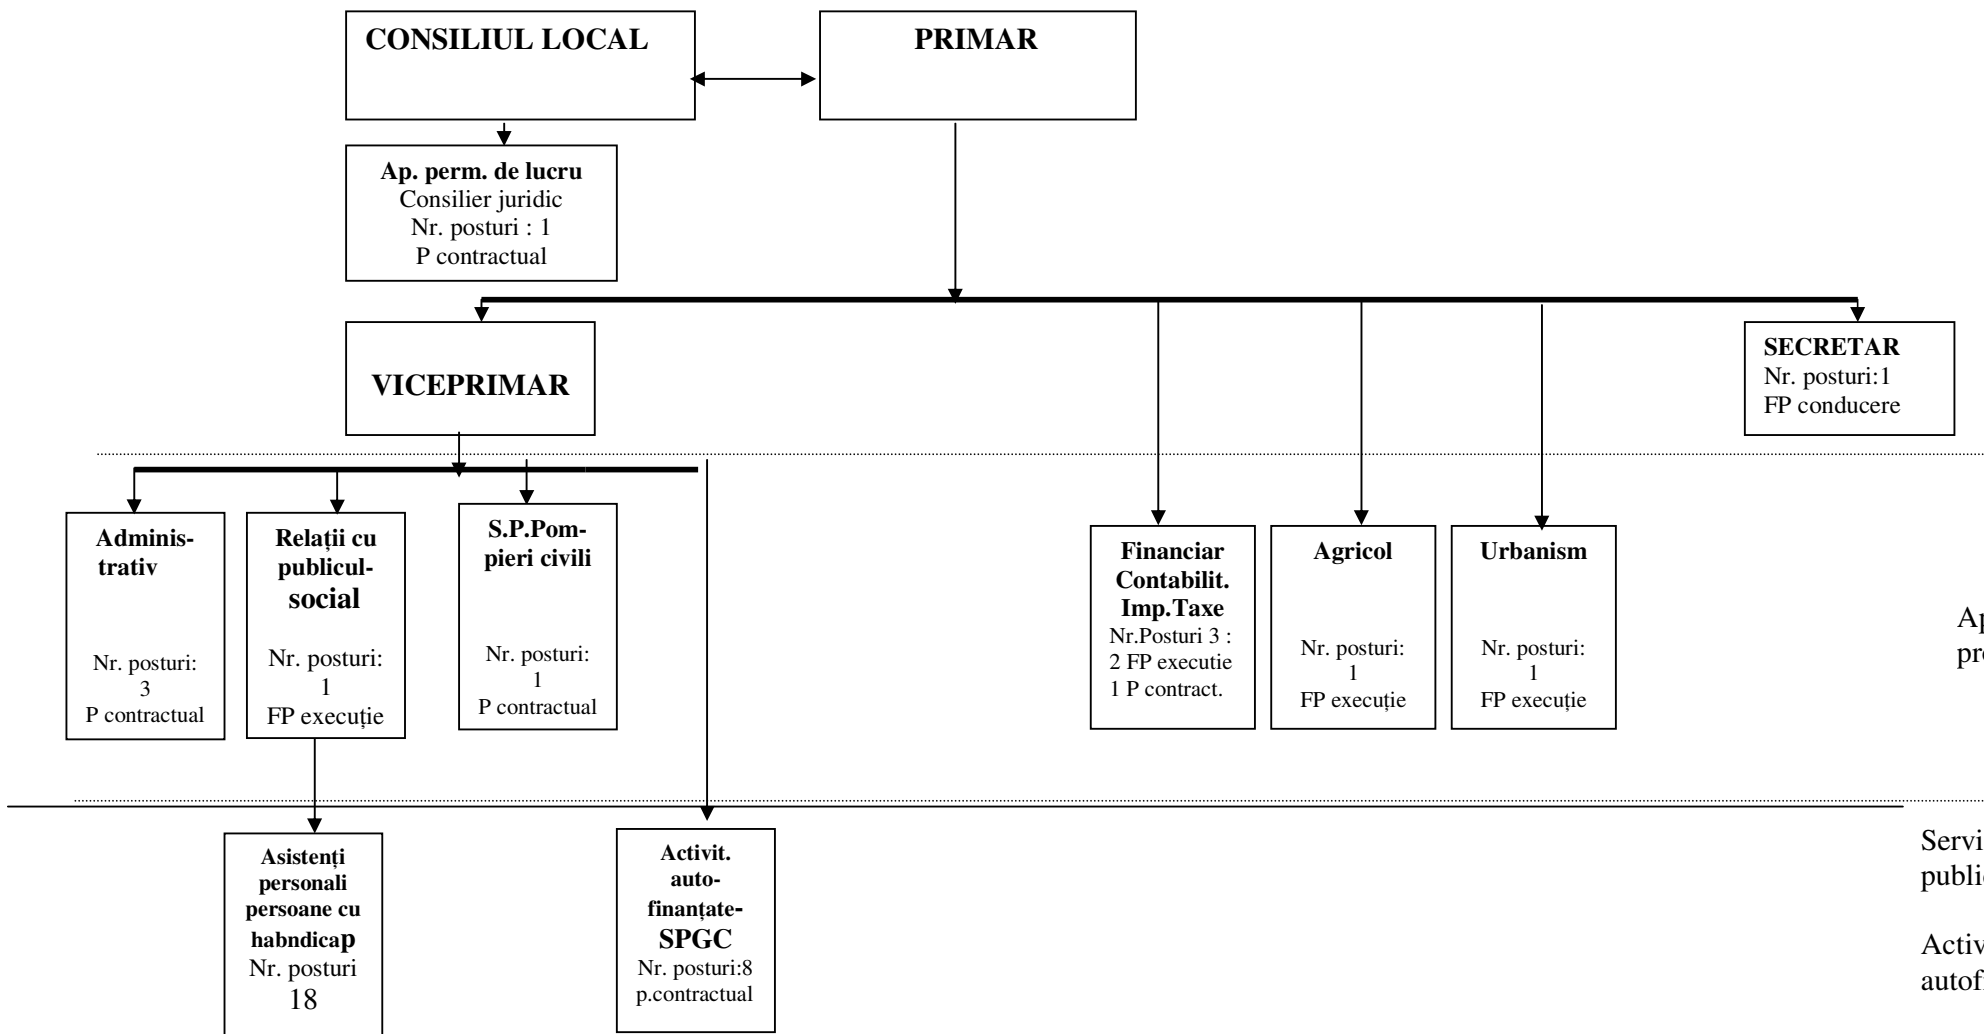 CONSILIUL LOCAL
PRIMAR
Ap. perm. de lucru
Consilier juridic
Nr. posturi : 1
P contractual
VICEPRIMAR
SECRETAR
Nr. posturi:1
FP conducere
Adminis-
trativ
Nr. posturi:
3
P contractual
Relații cu
publicul-
social
Nr. posturi:
1
FP execuție
S.P.Pom-
pieri civili
Nr. posturi:
1
P contractual
Financiar
Contabilit.
Imp.Taxe
Nr.Posturi 3 :
2 FP executie
1 P contract.
Agricol
Nr. posturi:
1
FP execuție
Urbanism
Nr. posturi:
1
FP execuție
Asistenți
personali
persoane cu
habndicap
Nr. posturi
18
Activit.
auto-
finanțate-
SPGC
Nr. posturi:8
p.contractual